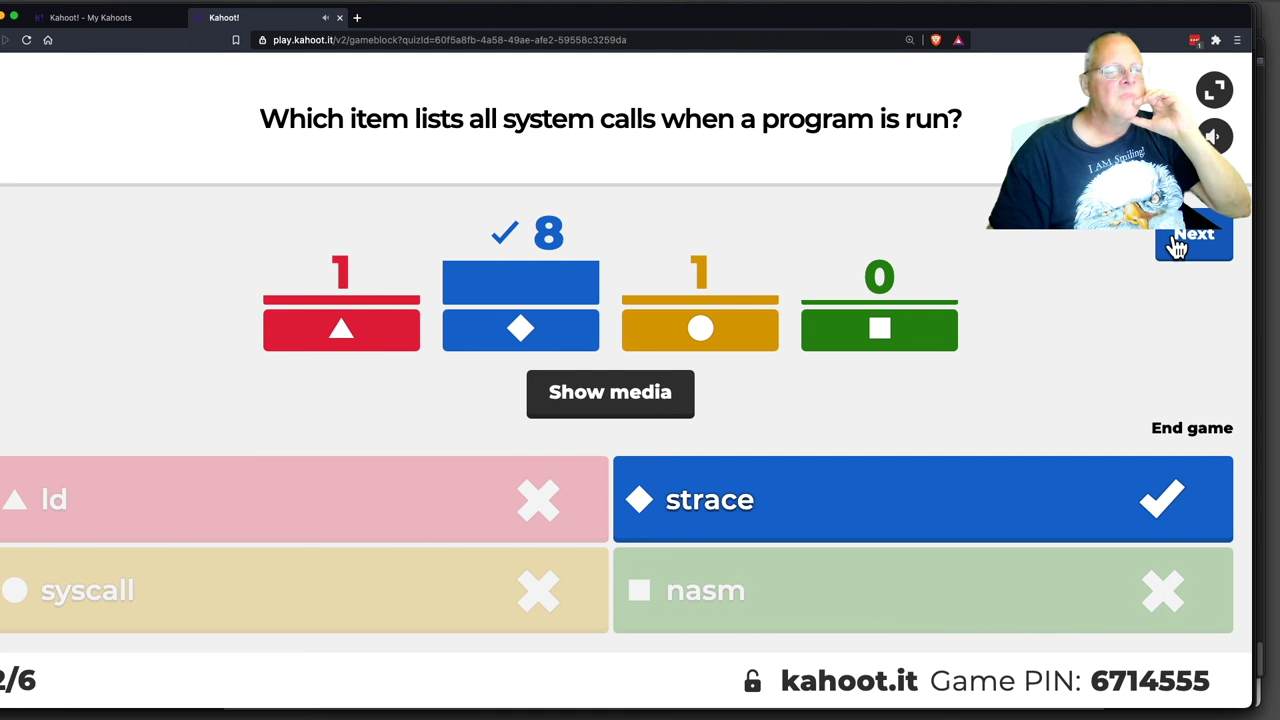 Kahoot! - My Kahoots
Kahoot!
play.kahoot.it/v2/gameblock?quizId=60f5a8fb-4a58-49ae-afe2-59558c3259da
Which item lists all system calls when a program is run?
I AM Smiling!
Next
1
8
1
0
Show media
End game
ld
strace
syscall
nasm
2/6
kahoot.it Game PIN: 6714555